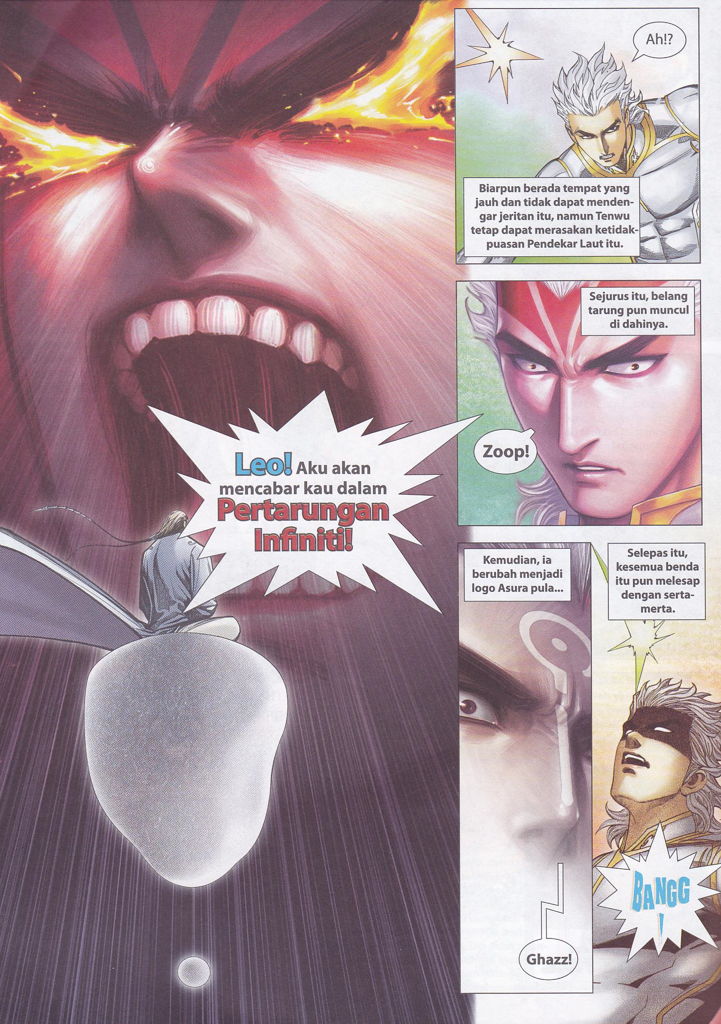 Leo! Aku akan
mencabar kau dalam
Pertarungan
Infiniti!
Ah!?
Biarpun berada tempat yang
jauh dan tidak dapat menden-
gar jeritan itu, namun Tenwu
tetap dapat merasakan ketidak-
puasan Pendekar Laut itu.
Sejurus itu, belang
tarung pun muncul
di dahinya.
Zoop!
Kemudian, ia
berubah menjadi
logo Asura pula...
Ghazz!
Selepas itu,
kesemua benda
itu pun melesap
dengan serta-
merta.
BANGG
!